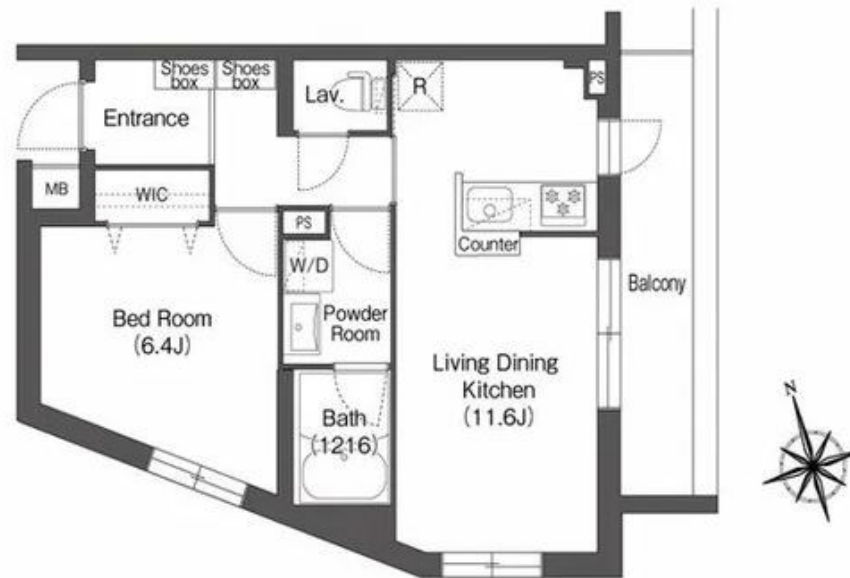 Shoes
box
Shoes
box
Lav.
R
PS
Entrance
MB
WIC
PS
W/D
Counter
Balcony
Bed Room
(6.4J)
Powder
Room
Living Dining
Kitchen
(11.6J)
Bath
(1216)
N